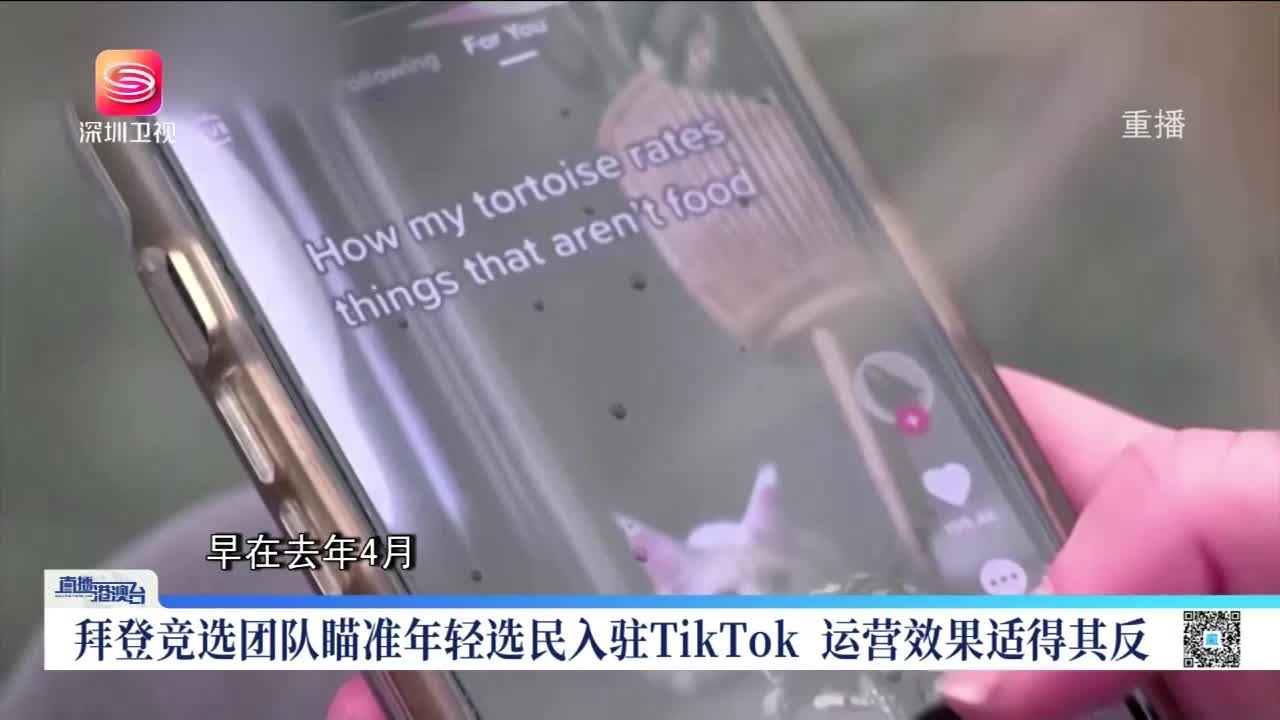 深圳卫视
重播
Following
For You
How my tortoise rates
things that aren't food
早在去年4月
直播港澳台
拜登竞选团队瞄准年轻选民入驻TikTok 运营效果适得其反